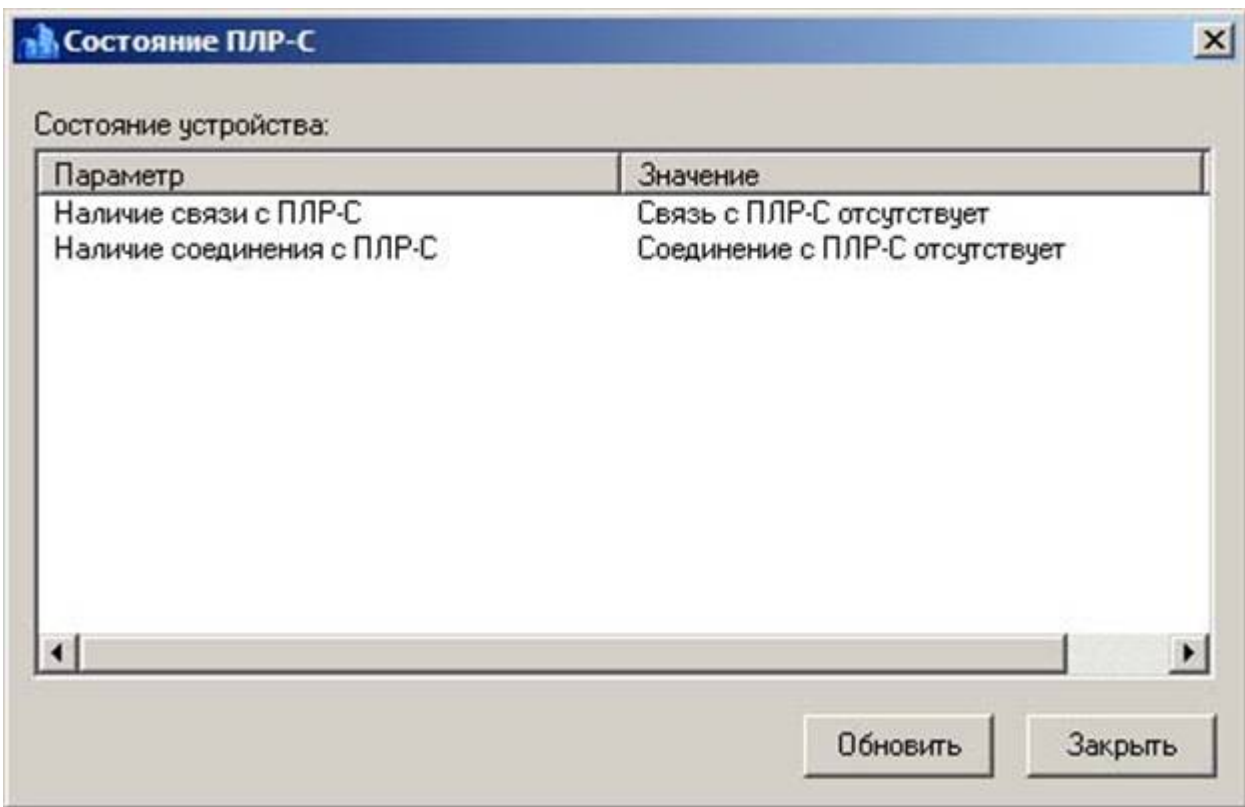 Состояние ПЛР-С
Состояние устройства:
Параметр Значение
Наличие связи с ПЛР-С Связь с ПЛР-С отсутствует
Наличие соединения с ПЛР-С Соединение с ПЛР-С отсутствует
Обновить Закрыть